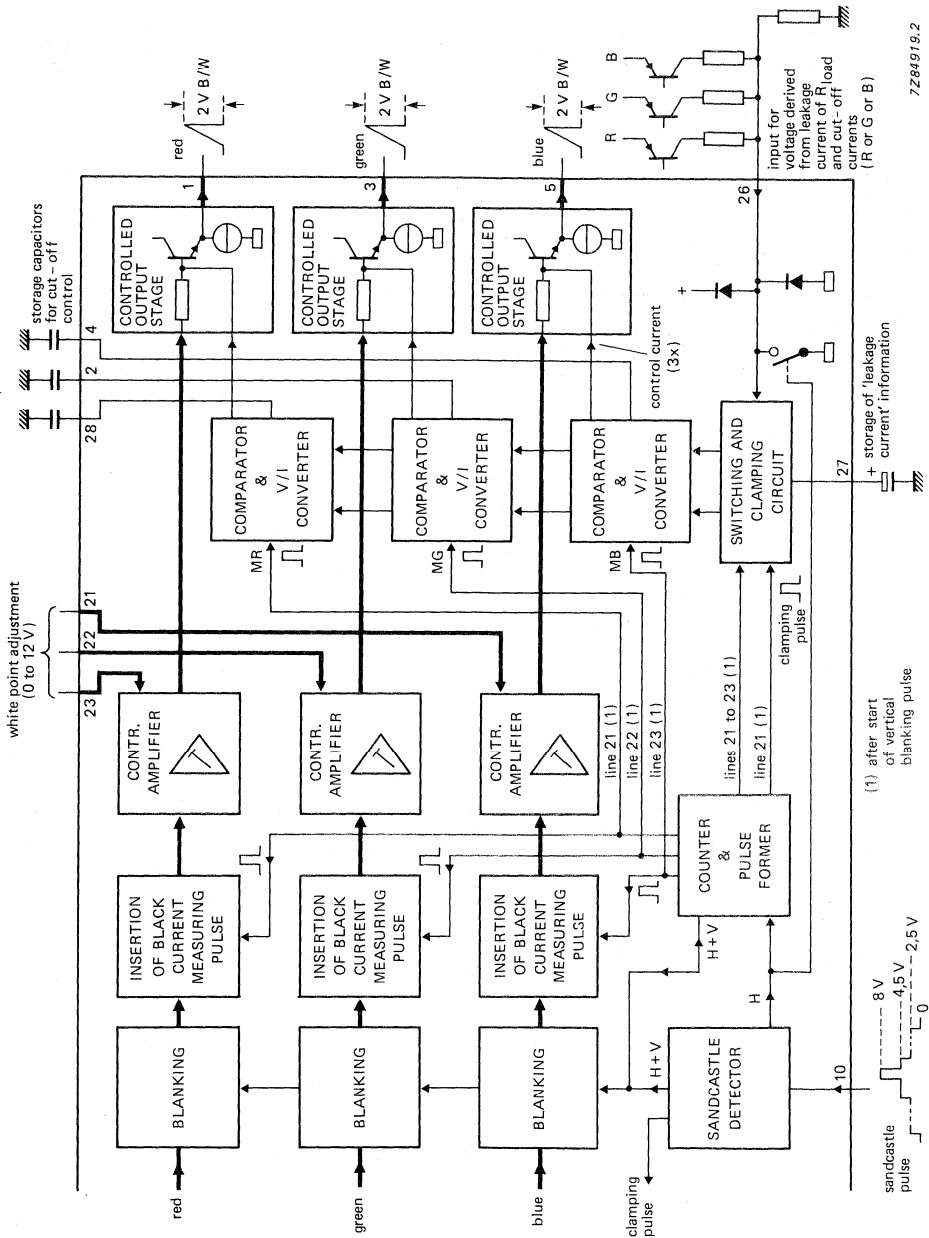 white point adjustment
(0 to 12 V)
23
22
21
28
2
4
storage capacitors
for cut-off
control
red
BLANKING
INSERTION
OF BLACK
CURRENT
MEASURING
PULSE
CONTR.
AMPLIFIER
COMPARATOR
&
V/I
CONVERTER
MR
CONTROLLED
OUTPUT
STAGE
1
red
2 V B/W
green
BLANKING
INSERTION
OF BLACK
CURRENT
MEASURING
PULSE
CONTR.
AMPLIFIER
COMPARATOR
&
V/I
CONVERTER
MG
CONTROLLED
OUTPUT
STAGE
3
green
2 V B/W
blue
BLANKING
INSERTION
OF BLACK
CURRENT
MEASURING
PULSE
CONTR.
AMPLIFIER
COMPARATOR
&
V/I
CONVERTER
MB
CONTROLLED
OUTPUT
STAGE
5
blue
2 V B/W
line 21 (1)
line 22 (1)
line 23 (1)
control current
(3x)
clamping
pulse
H+V
H+V
SANDCASTLE
DETECTOR
H
COUNTER
&
PULSE
FORMER
lines 21 to 23 (1)
line 21 (1)
clamping
pulse
SWITCHING AND
CLAMPING
CIRCUIT
+
26
R
G
B
input for
voltage derived
from leakage
current of Rload
and cut-off
currents
(R or G or B)
10
27
sandcastle
pulse
8 V
4,5 V
2,5 V
0
(1) after start
of vertical
blanking pulse
+ storage of 'leakage
current' information
7Z84919.2